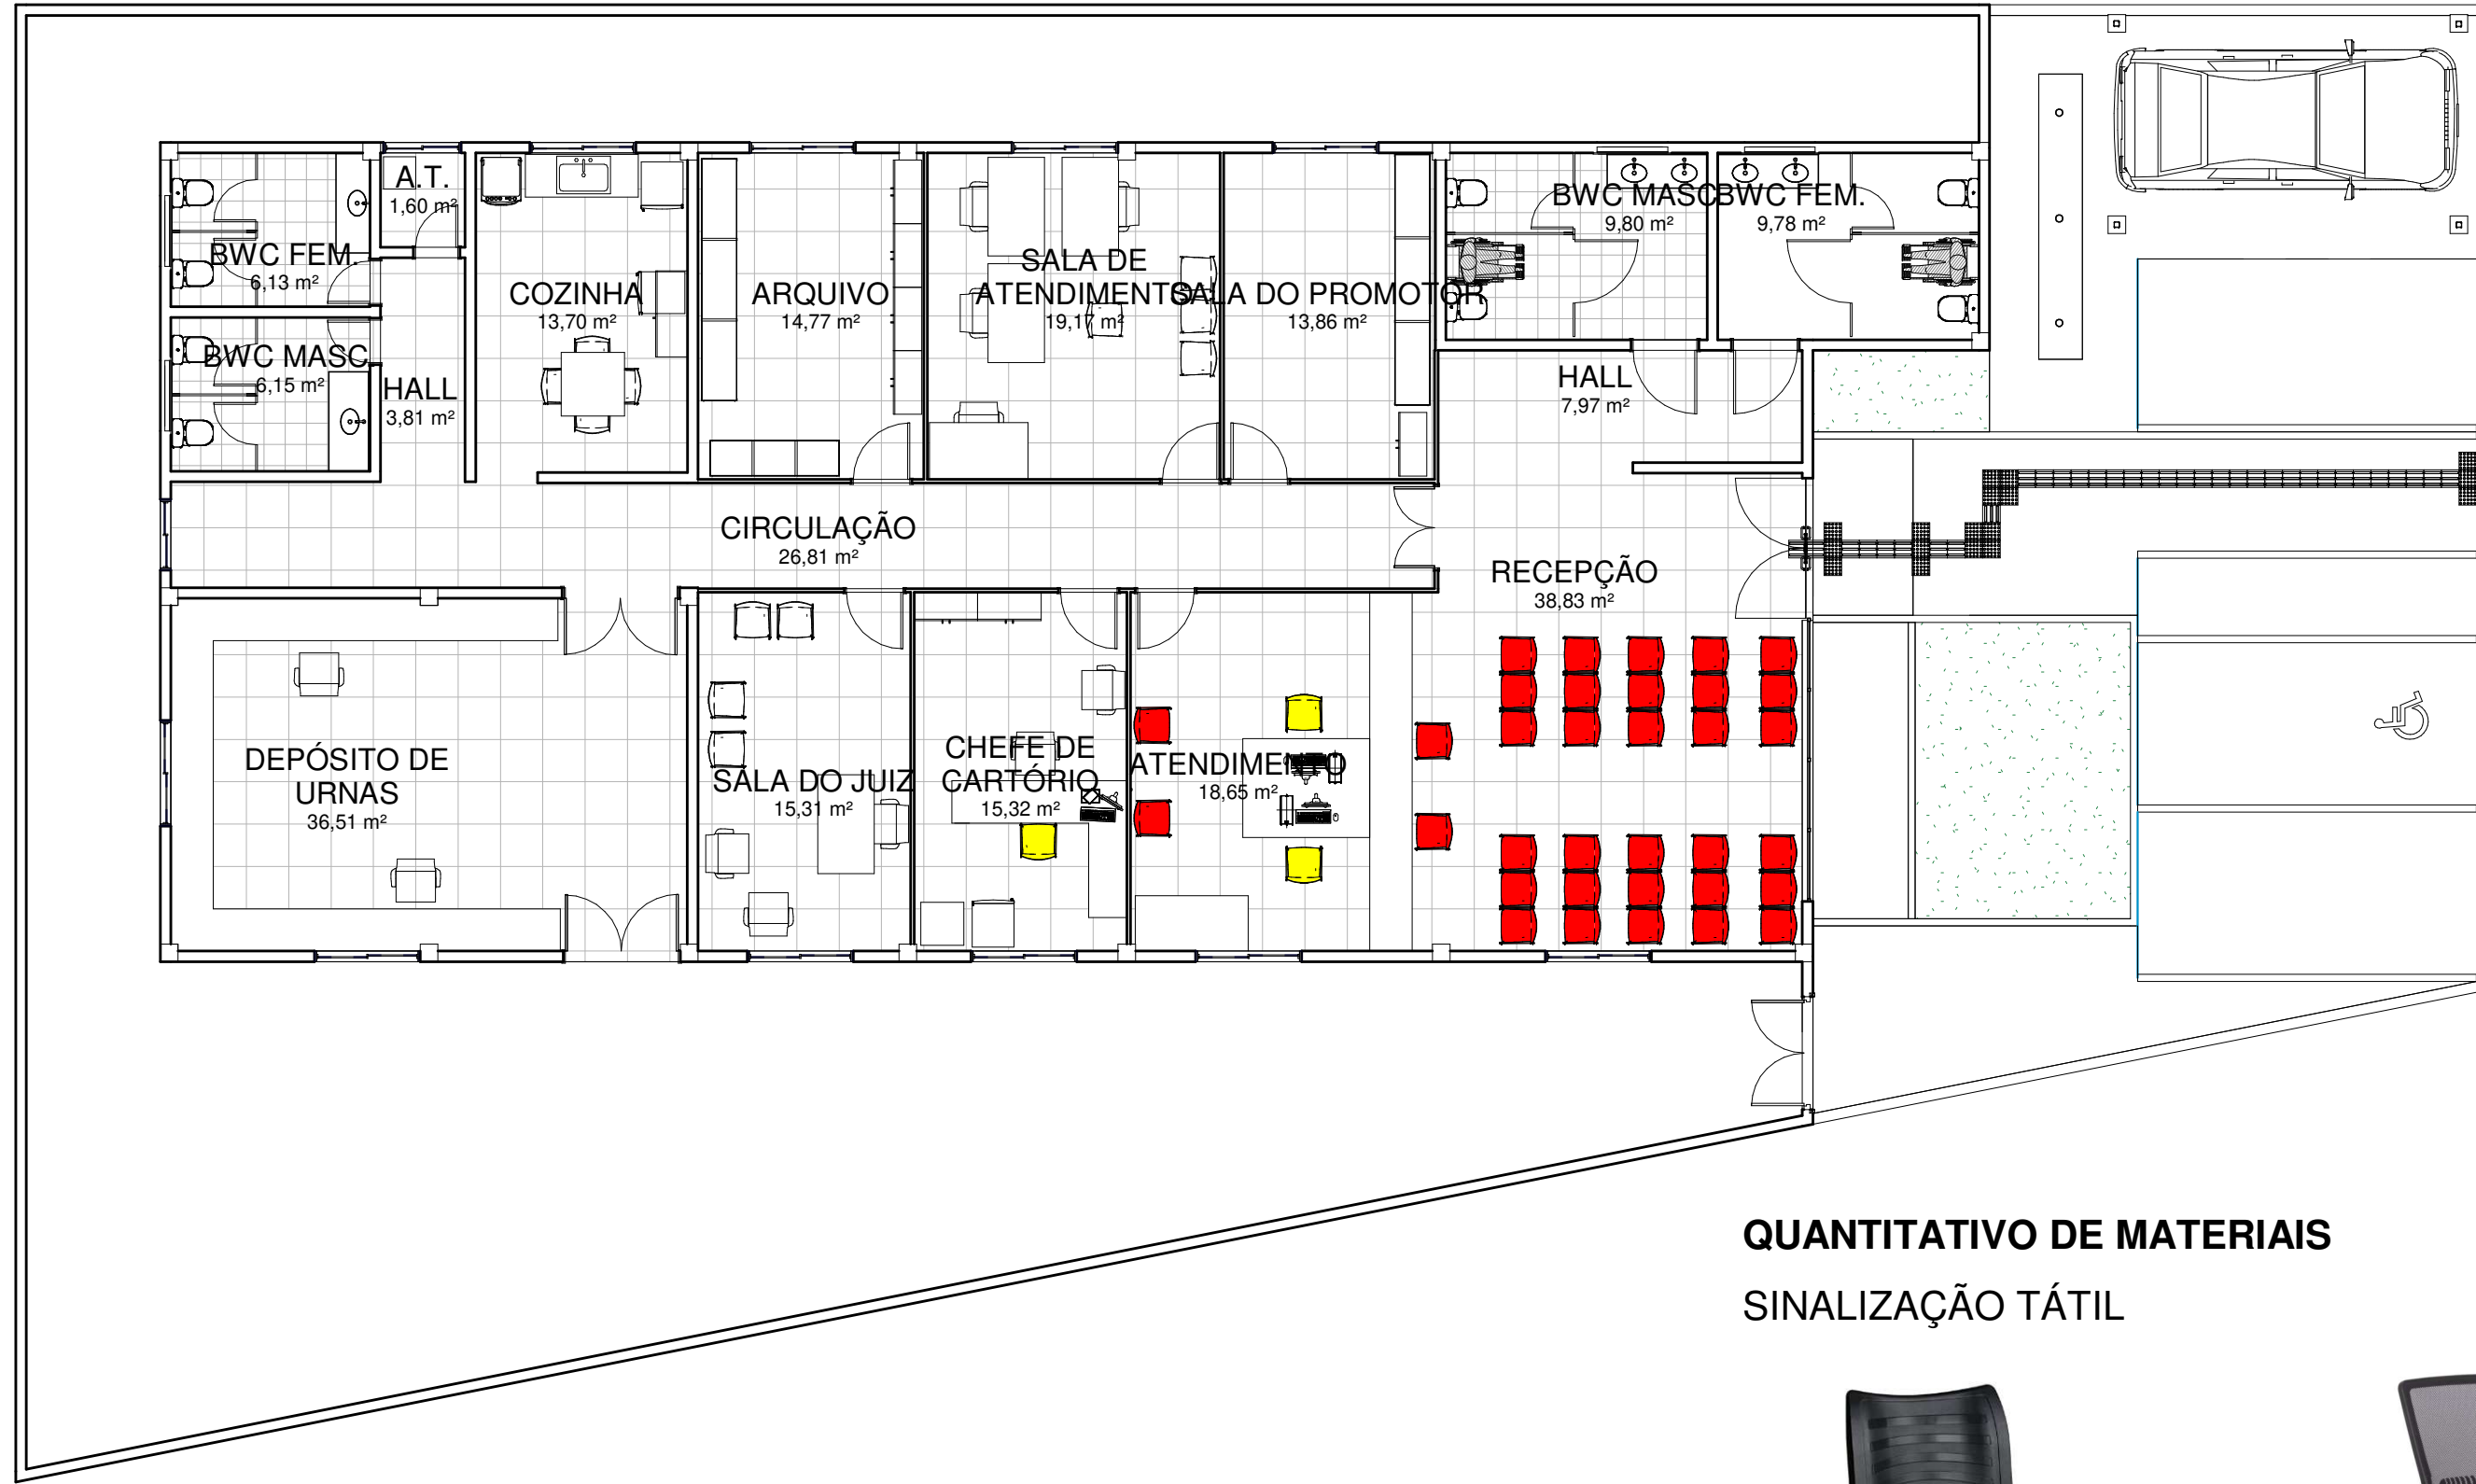 A.T.
1,60 m²
BWC FEM.
6,13 m²
BWC MASC.
6,15 m²
HALL
3,81 m²
COZINHA
13,70 m²
ARQUIVO
14,77 m²
SALA DE
ATENDIMENTO
19,17 m²
SALA DO PROMOTOR
13,86 m²
BWC MASC.
9,80 m²
BWC FEM.
9,78 m²
HALL
7,97 m²
CIRCULAÇÃO
26,81 m²
RECEPÇÃO
38,83 m²
DEPÓSITO DE
URNAS
36,51 m²
SALA DO JUIZ
15,31 m²
CHEFE DE
CARTÓRIO
15,32 m²
ATENDIMENTO
18,65 m²
QUANTITATIVO DE MATERIAIS
SINALIZAÇÃO TÁTIL